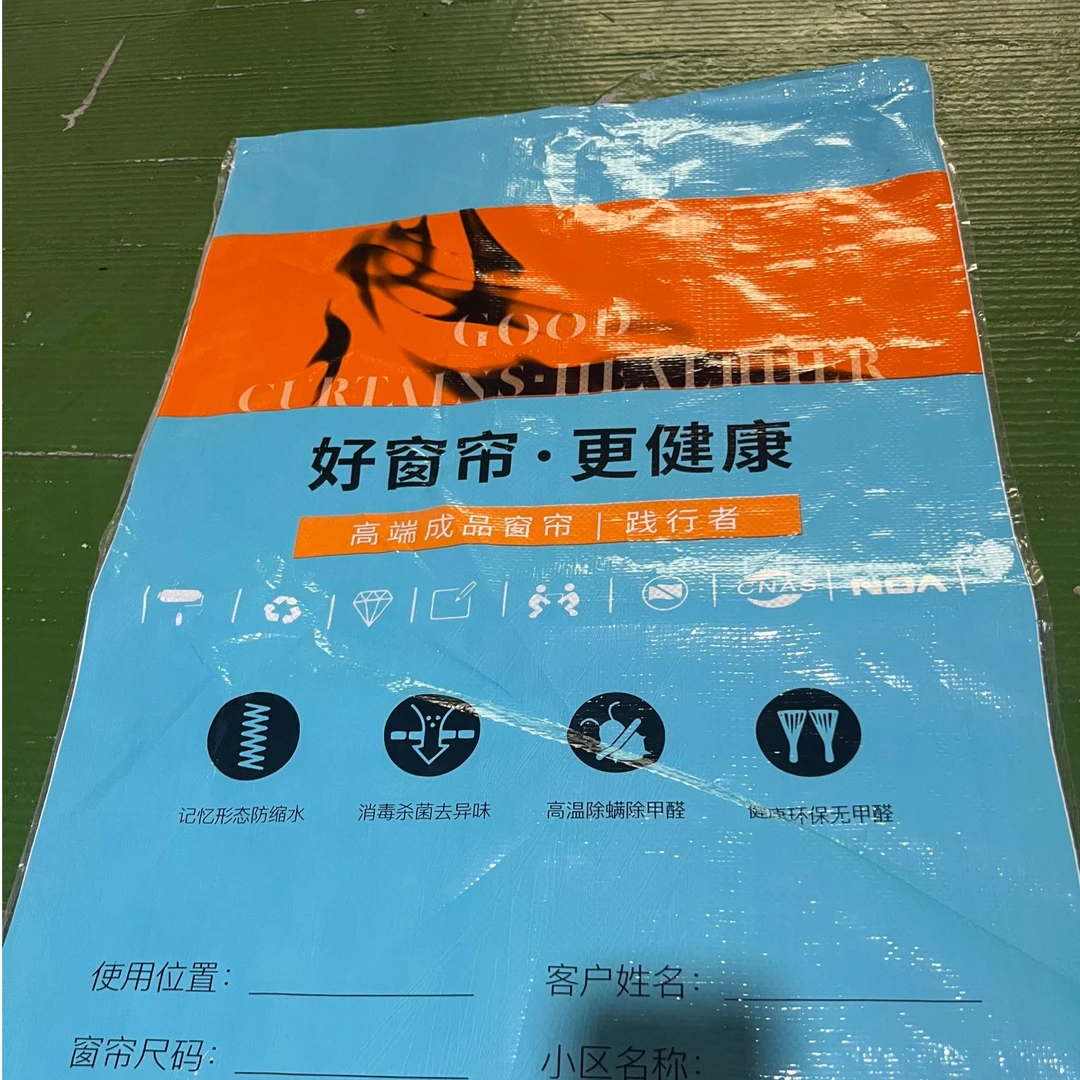 GOOD
CURTAINS·HEALTHIER
好窗帘·更健康
高端成品窗帘 | 践行者
CNAS
记忆形态防缩水 消毒杀菌去异味 高温除螨除甲醛 健康环保无甲醛
使用位置: 客户姓名:
窗帘尺码: 小区名称: